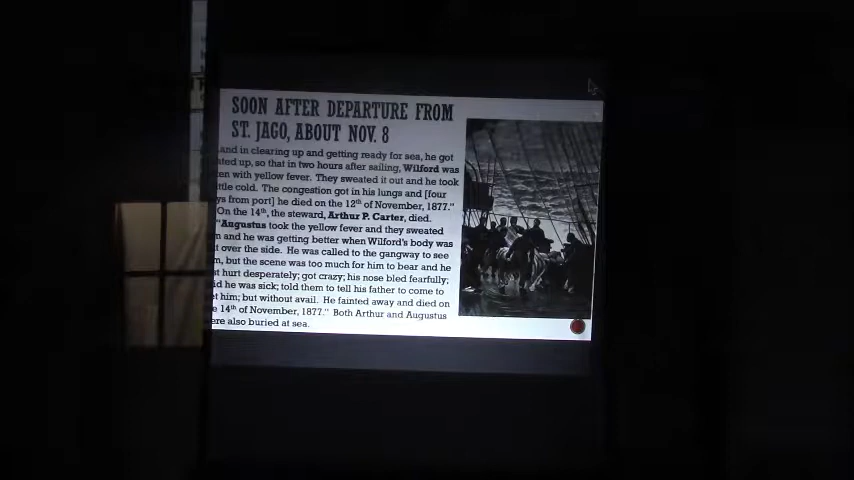 SOON AFTER DEPARTURE FROM
ST. JAGO, ABOUT NOV. 8
and in clearing up and getting ready for sea, he got
ated up, so that in two hours after sailing, Wilford was
en with yellow fever. They sweated it out and he took
ttle cold. The congestion got in his lungs and [four
ys from port] he died on the 12th of November, 1877."
On the 14th, the steward, Arthur P. Carter, died.
"Augustus took the yellow fever and they sweated
n and he was getting better when Wilford's body was
t over the side. He was called to the gangway to see
m, but the scene was too much for him to bear and he
st hurt desperately; got crazy; his nose bled fearfully;
id he was sick; told them to tell his father to come to
et him; but without avail. He fainted away and died on
e 14th of November, 1877." Both Arthur and Augustus
ere also buried at sea.